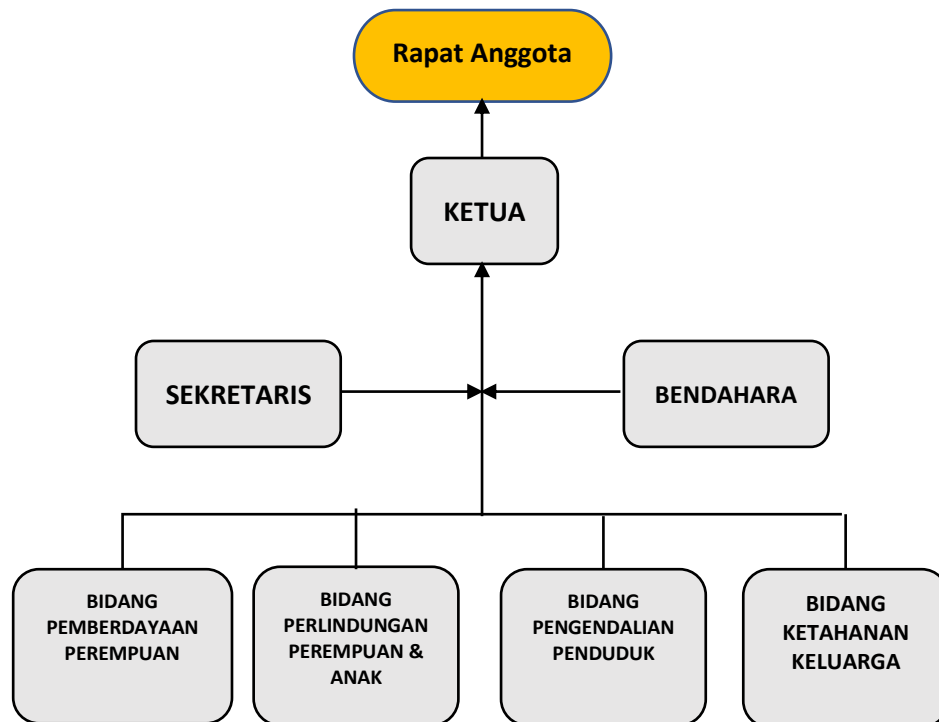 Rapat Anggota
KETUA
SEKRETARIS
BENDAHARA
BIDANG
PEMBERDAYAAN
PEREMPUAN
BIDANG
PERLINDUNGAN
PEREMPUAN &
ANAK
BIDANG
PENGENDALIAN
PENDUDUK
BIDANG
KETAHANAN
KELUARGA